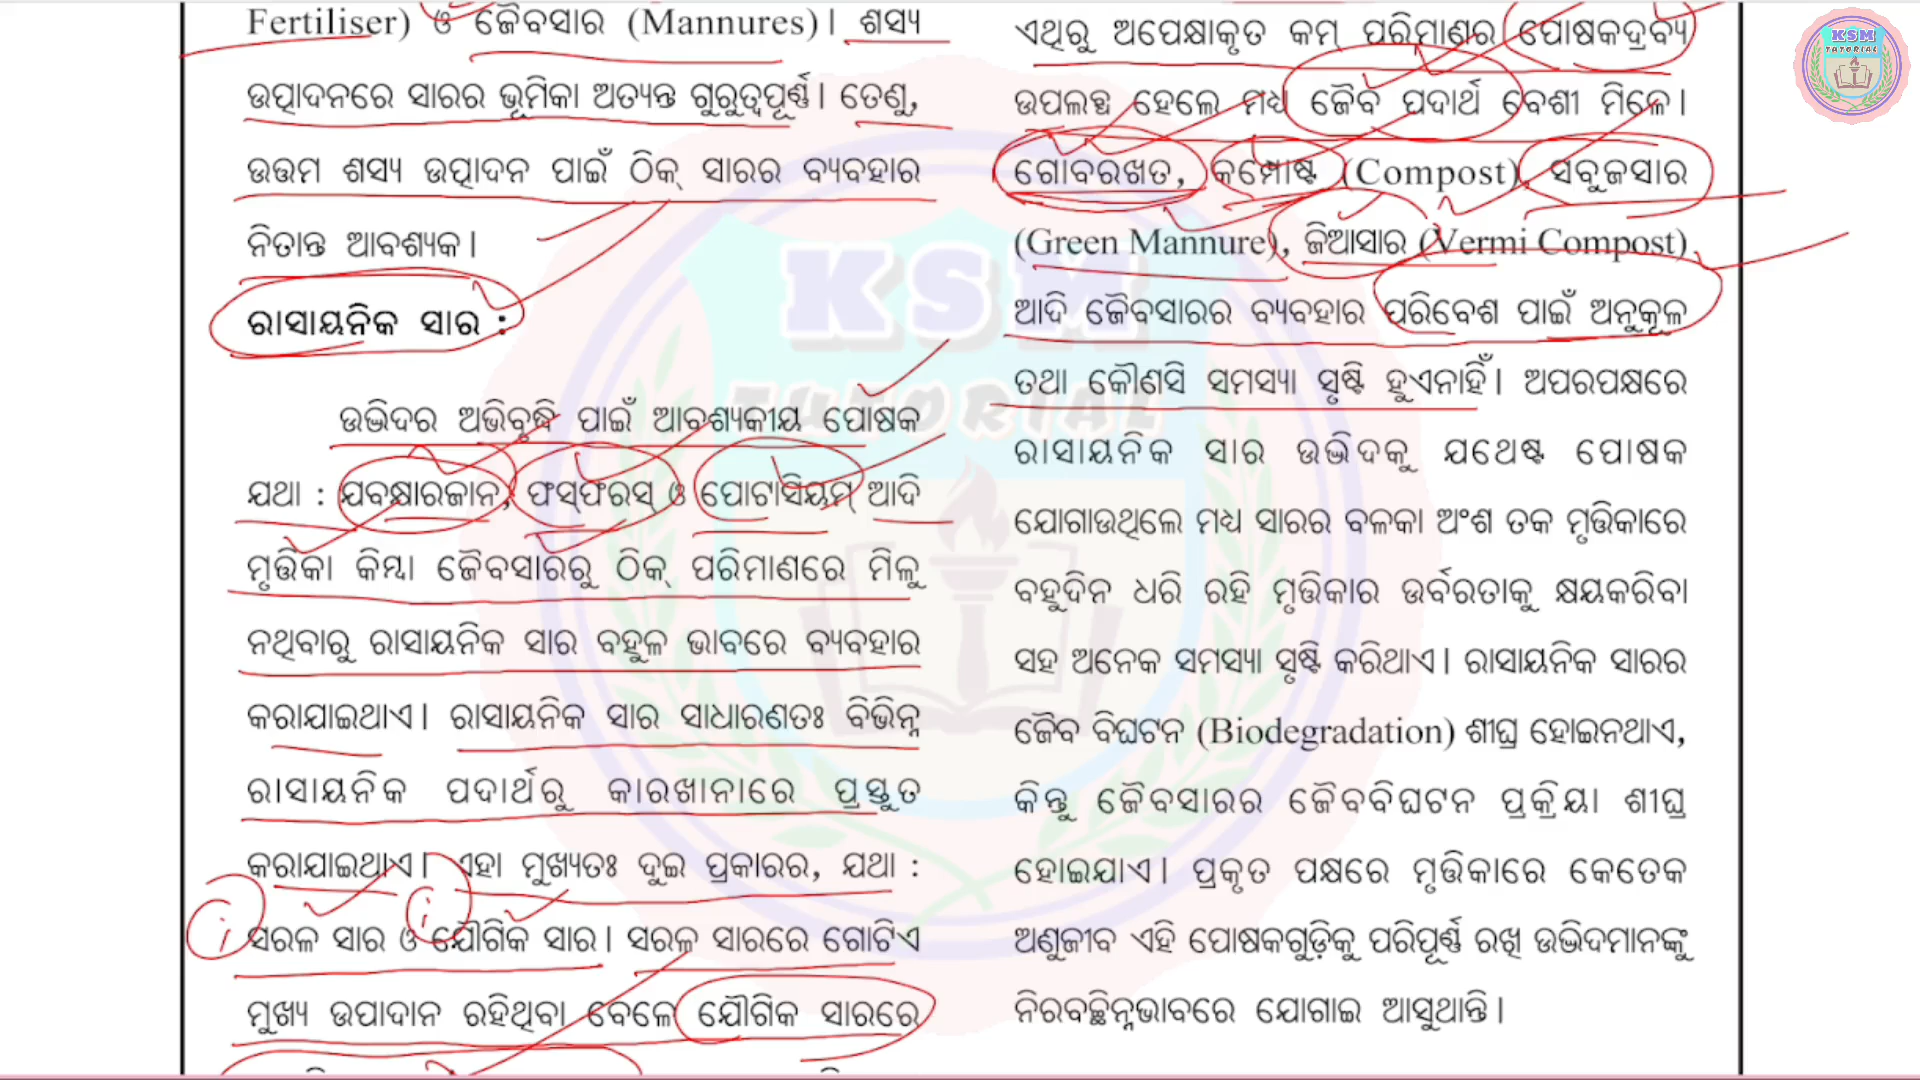 Fertiliser) ଓ ଜୈବସାର (Mannures)। ଶସ୍ୟ
ଉତ୍ପାଦନରେ ସାରର ଭୂମିକା ଅତ୍ୟନ୍ତ ଗୁରୁତ୍ୱପୂର୍ଣ୍ଣ। ତେଣୁ,
ଉତ୍ତମ ଶସ୍ୟ ଉତ୍ପାଦନ ପାଇଁ ଠିକ୍ ସାରର ବ୍ୟବହାର
ନିତାନ୍ତ ଆବଶ୍ୟକ।
ରାସାୟନିକ ସାର :
ଉଦ୍ଭିଦର ଅଭିବୃଦ୍ଧି ପାଇଁ ଆବଶ୍ୟକୀୟ ପୋଷକ
ଯଥା : ଯବକ୍ଷାରଜାନ, ଫସ୍‌ଫରସ୍ ଓ ପୋଟାସିୟମ୍ ଆଦି
ମୃତ୍ତିକା କିମ୍ବା ଜୈବସାରରୁ ଠିକ୍ ପରିମାଣରେ ମିଳୁ
ନଥିବାରୁ ରାସାୟନିକ ସାର ବହୁଳ ଭାବରେ ବ୍ୟବହାର
କରାଯାଇଥାଏ। ରାସାୟନିକ ସାର ସାଧାରଣତଃ ବିଭିନ୍ନ
ରାସାୟନିକ ପଦାର୍ଥରୁ କାରଖାନାରେ ପ୍ରସ୍ତୁତ
କରାଯାଇଥାଏ। ଏହା ମୁଖ୍ୟତଃ ଦୁଇ ପ୍ରକାରର, ଯଥା :
i i
ସରଳ ସାର ଓ ଯୌଗିକ ସାର। ସରଳ ସାରରେ ଗୋଟିଏ
ମୁଖ୍ୟ ଉପାଦାନ ରହିଥିବା ବେଳେ ଯୌଗିକ ସାରରେ
ଏଥିରୁ ଅପେକ୍ଷାକୃତ କମ୍ ପରିମାଣର ପୋଷକଦ୍ରବ୍ୟ
ଉପଲବ୍ଧ ହେଲେ ମଧ୍ୟ ଜୈବ ପଦାର୍ଥ ବେଶୀ ମିଳେ।
ଗୋବରଖତ, କମ୍ପୋଷ୍ଟ (Compost), ସବୁଜସାର
(Green Mannure), ଜିଆସାର (Vermi Compost),
ଆଦି ଜୈବସାରର ବ୍ୟବହାର ପରିବେଶ ପାଇଁ ଅନୁକୂଳ
ତଥା କୌଣସି ସମସ୍ୟା ସୃଷ୍ଟି ହୁଏନାହିଁ। ଅପରପକ୍ଷରେ
ରାସାୟନିକ ସାର ଉଦ୍ଭିଦକୁ ଯଥେଷ୍ଟ ପୋଷକ
ଯୋଗାଉଥିଲେ ମଧ୍ୟ ସାରର ବଳକା ଅଂଶ ତକ ମୃତ୍ତିକାରେ
ବହୁଦିନ ଧରି ରହି ମୃତ୍ତିକାର ଉର୍ବରତାକୁ କ୍ଷୟକରିବା
ସହ ଅନେକ ସମସ୍ୟା ସୃଷ୍ଟି କରିଥାଏ। ରାସାୟନିକ ସାରର
ଜୈବ ବିଘଟନ (Biodegradation) ଶୀଘ୍ର ହୋଇନଥାଏ,
କିନ୍ତୁ ଜୈବସାରର ଜୈବବିଘଟନ ପ୍ରକ୍ରିୟା ଶୀଘ୍ର
ହୋଇଯାଏ। ପ୍ରକୃତ ପକ୍ଷରେ ମୃତ୍ତିକାରେ କେତେକ
ଅଣୁଜୀବ ଏହି ପୋଷକଗୁଡ଼ିକୁ ପରିପୂର୍ଣ୍ଣ ରଖି ଉଦ୍ଭିଦମାନଙ୍କୁ
ନିରବଚ୍ଛିନ୍ନଭାବରେ ଯୋଗାଇ ଆସୁଥାନ୍ତି।
KSM
TUTORIAL
KSM
TUTORIAL